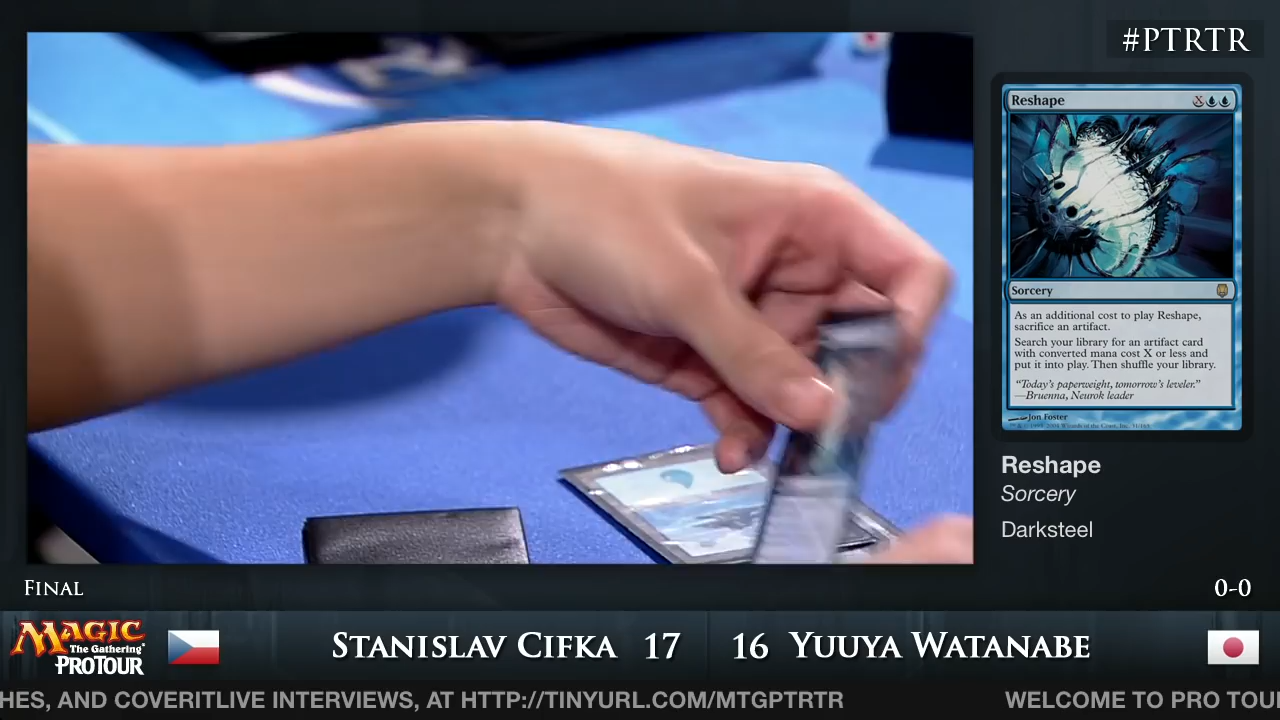 #PTRTR
Reshape
X
Sorcery
As an additional cost to play Reshape,
sacrifice an artifact.
Search your library for an artifact card
with converted mana cost X or less and
put it into play. Then shuffle your library.
"Today's paperweight, tomorrow's leveler."
—Bruenna, Neurok leader
Jon Foster
Reshape
Sorcery
Darksteel
FINAL
0-0
MAGIC
The Gathering
PRO TOUR
STANISLAV CIFKA 17
16 YUUYA WATANABE
HES, AND COVERITLIVE INTERVIEWS, AT HTTP://TINYURL.COM/MTGPTRTR WELCOME TO PRO TOU